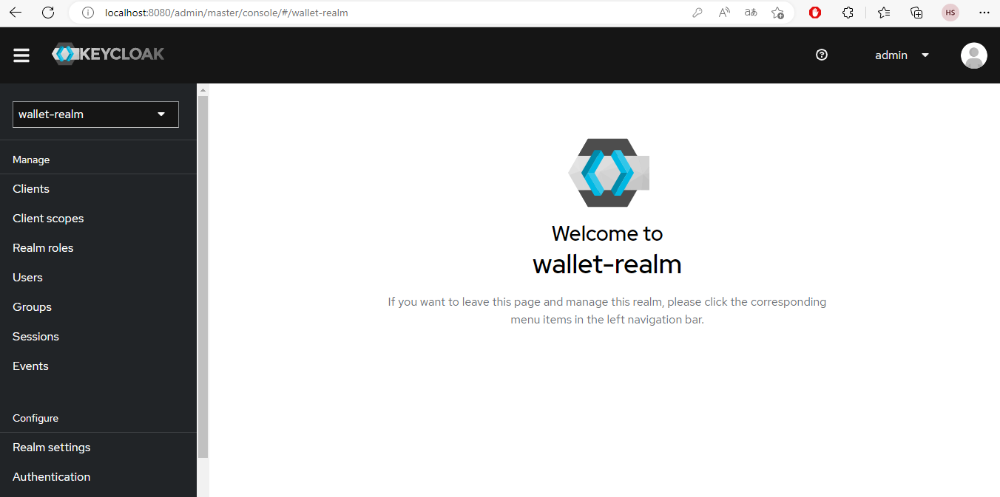 localhost:8080/admin/master/console/#/wallet-realm
A
aあ
HS
KEYCLOAK
admin
wallet-realm
Manage
Clients
Client scopes
Realm roles
Users
Groups
Sessions
Events
Configure
Realm settings
Authentication
Welcome to
wallet-realm
If you want to leave this page and manage this realm, please click the corresponding
menu items in the left navigation bar.